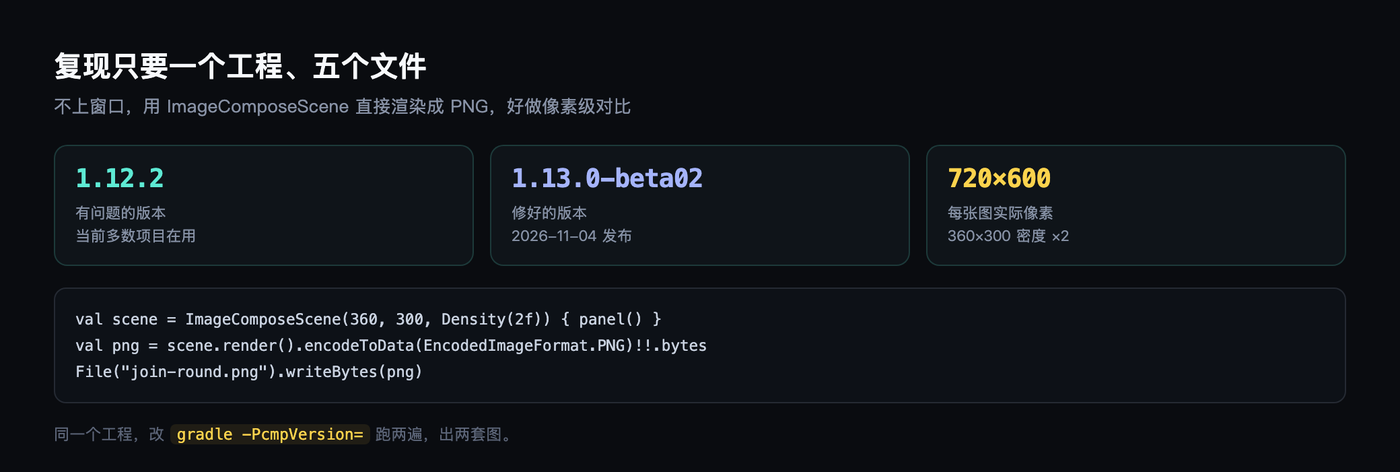 复现只要一个工程、五个文件
不上窗口，用 ImageComposeScene 直接渲染成 PNG，好做像素级对比
1.12.2
有问题的版本
当前多数项目在用
1.13.0-beta02
修好的版本
2026-11-04 发布
720×600
每张图实际像素
360×300 密度 ×2
val scene = ImageComposeScene(360, 300, Density(2f)) { panel() }
val png = scene.render().encodeToData(EncodedImageFormat.PNG)!!.bytes
File("join-round.png").writeBytes(png)
同一个工程，改 gradle -PcmpVersion= 跑两遍，出两套图。